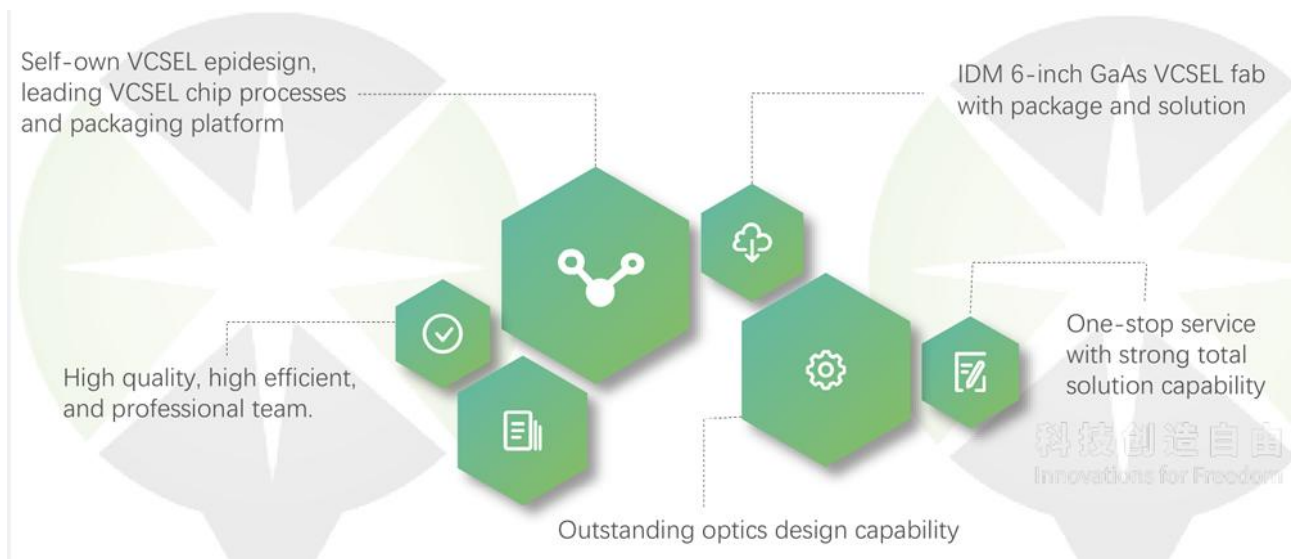 Self-own VCSEL epidesign,
leading VCSEL chip processes
and packaging platform
IDM 6-inch GaAs VCSEL fab
with package and solution
High quality, high efficient,
and professional team.
One-stop service
with strong total
solution capability
科技创造自由
Innovations for Freedom
Outstanding optics design capability